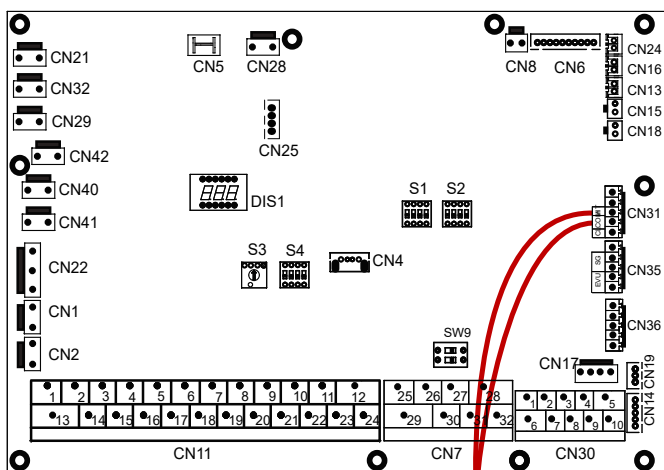 CN21
CN5
CN28
CN8
CN6
CN24
CN16
CN32
CN13
CN29
CN15
CN18
CN42
CN25
CN40
DIS1
S1
S2
CN41
CN31
CN22
S3
S4
CN4
SG
EVU
CN35
CN1
CN36
SW9
CN2
CN17
CN19
CN14
1 2 3 4 5 6 7 8 9 10 11 12
25 26 27 28
1 2 3 4 5
13 14 15 16 17 18 19 20 21 22 23 24
29 30 31 32
6 7 8 9 10
CN11
CN7
CN30